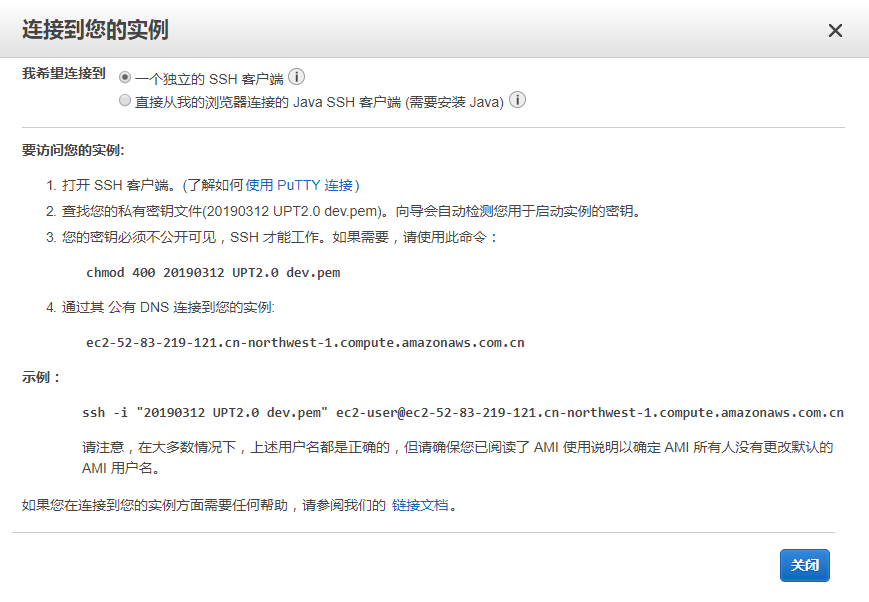 连接到您的实例
我希望连接到 一个独立的 SSH 客户端
直接从我的浏览器连接的 Java SSH 客户端 (需要安装 Java)
要访问您的实例:
1. 打开 SSH 客户端。(了解如何使用 PuTTY 连接)
2. 查找您的私有密钥文件(20190312 UPT2.0 dev.pem)。向导会自动检测您用于启动实例的密钥。
3. 您的密钥必须不公开可见，SSH 才能工作。如果需要，请使用此命令：
chmod 400 20190312 UPT2.0 dev.pem
4. 通过其 公有 DNS 连接到您的实例:
ec2-52-83-219-121.cn-northwest-1.compute.amazonaws.com.cn
示例：
ssh -i "20190312 UPT2.0 dev.pem" ec2-user@ec2-52-83-219-121.cn-northwest-1.compute.amazonaws.com.cn
请注意，在大多数情况下，上述用户名都是正确的，但请确保您已阅读了 AMI 使用说明以确定 AMI 所有人没有更改默认的
AMI 用户名。
如果您在连接到您的实例方面需要任何帮助，请参阅我们的 链接文档。
关闭